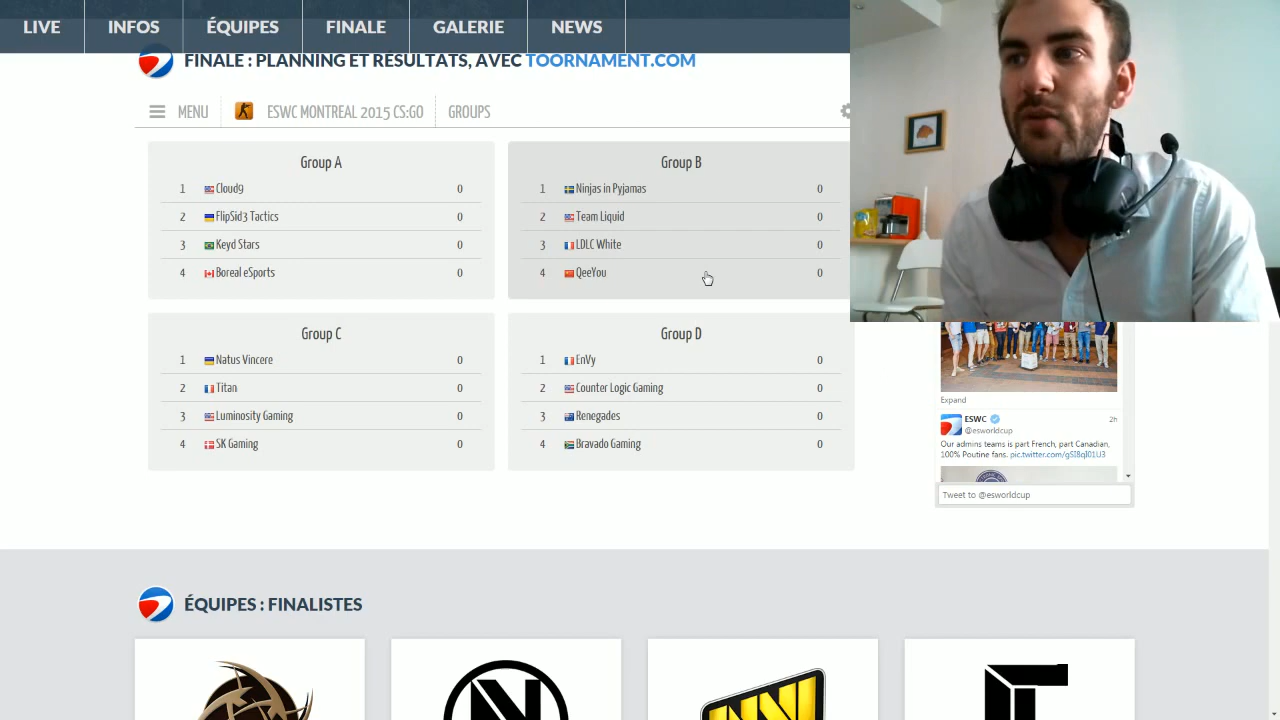 LIVE INFOS ÉQUIPES FINALE GALERIE NEWS
FINALE : PLANNING ET RESULTATS, AVEC TOORNAMENT.COM
MENU ESWC MONTREAL 2015 CS:GO GROUPS
Group A
1 Cloud9 0
2 FlipSid3 Tactics 0
3 Keyd Stars 0
4 Boreal eSports 0
Group B
1 Ninjas in Pyjamas 0
2 Team Liquid 0
3 LDLC White 0
4 QeeYou 0
Group C
1 Natus Vincere 0
2 Titan 0
3 Luminosity Gaming 0
4 SK Gaming 0
Group D
1 EnVy 0
2 Counter Logic Gaming 0
3 Renegades 0
4 Bravado Gaming 0
Expand
ESWC 2h
@esworldcup
Our admins teams is part French, part Canadian,
100% Poutine fans. pic.twitter.com/gSI8qI01U3
Tweet to @esworldcup
ÉQUIPES : FINALISTES